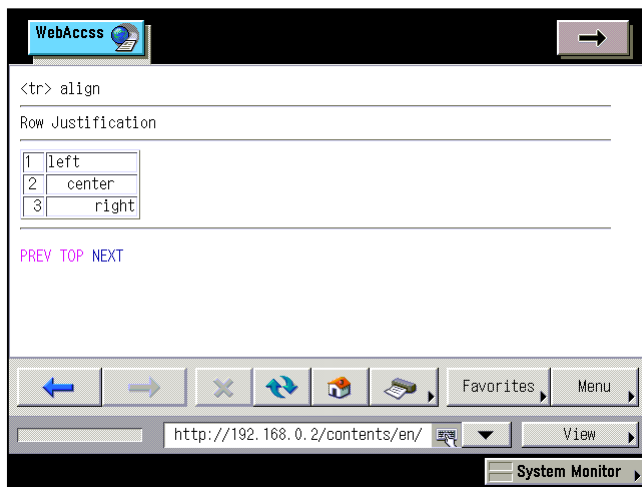 WebAccss
<tr> align
Row Justification
1 left
2 center
3 right
PREV TOP NEXT
Favorites Menu
http://192.168.0.2/contents/en/ View
System Monitor